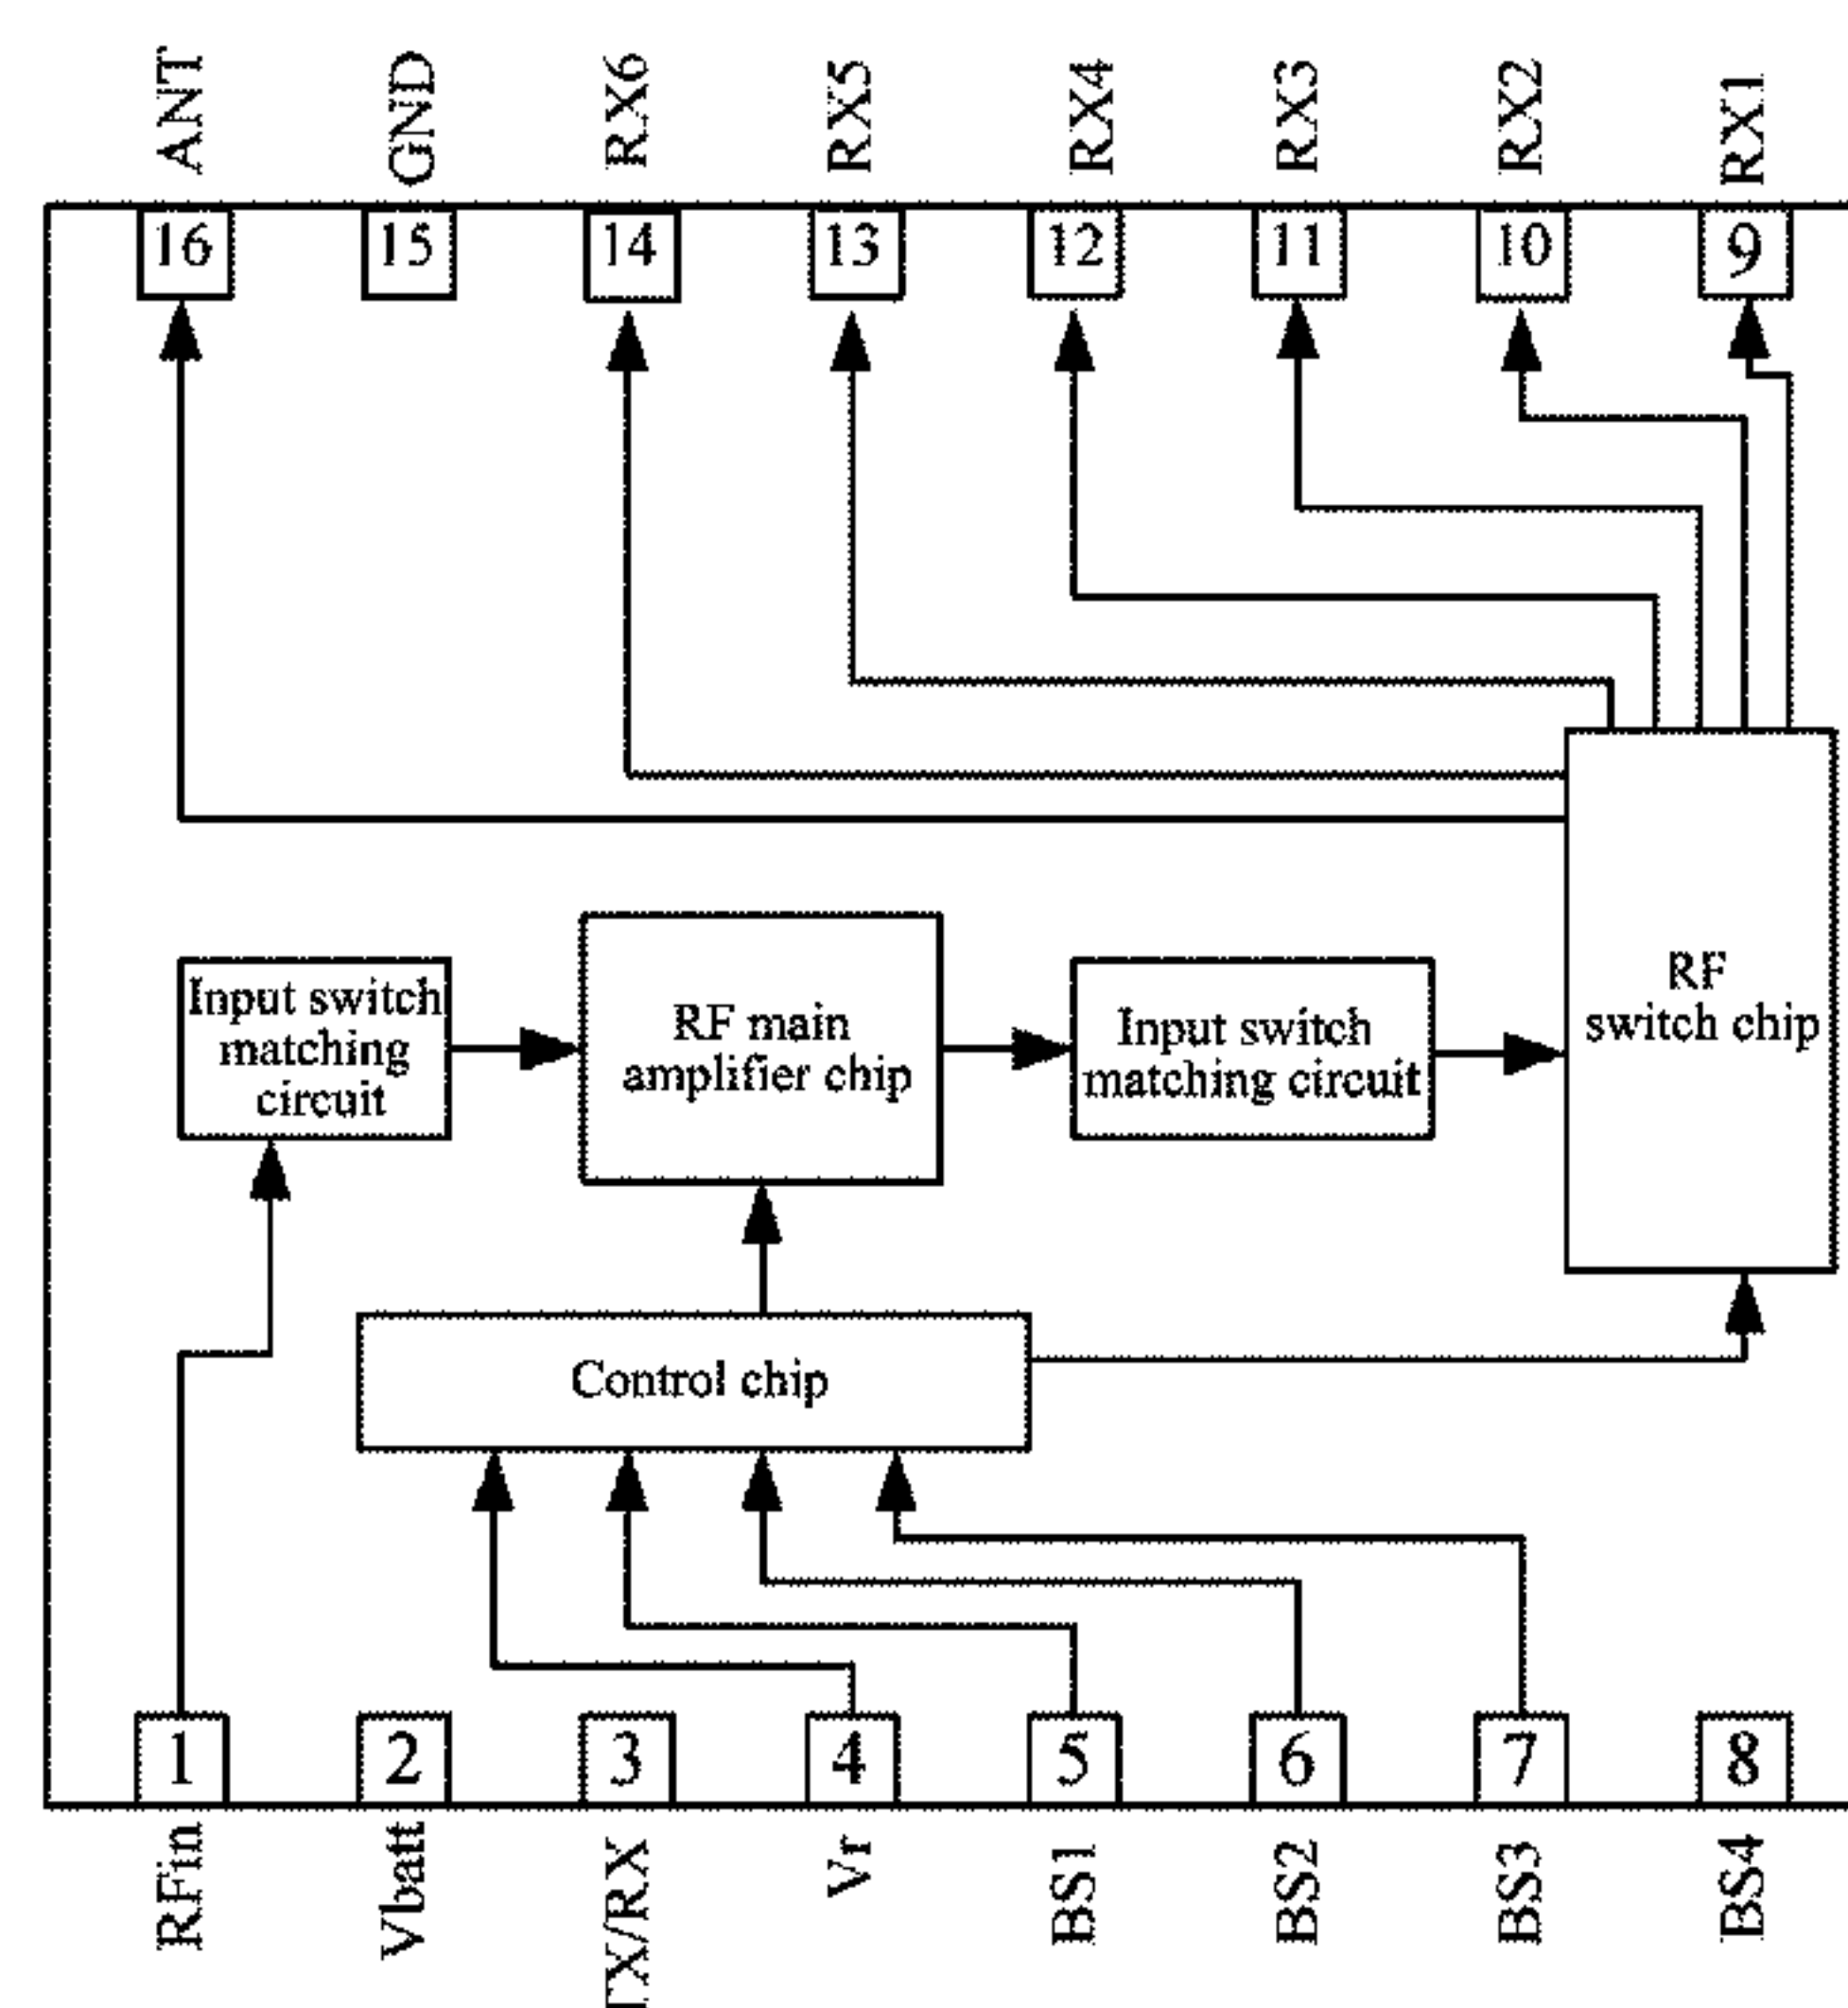 ANT
GND
RX6
RX5
RX4
RX3
RX2
RX1
16
15
14
13
12
11
10
9
Input switch
matching
circuit
RF main
amplifier chip
Input switch
matching circuit
RF
switch chip
Control chip
1
2
3
4
5
6
7
8
RFin
Vbatt
TX/RX
Vr
BS1
BS2
BS3
BS4